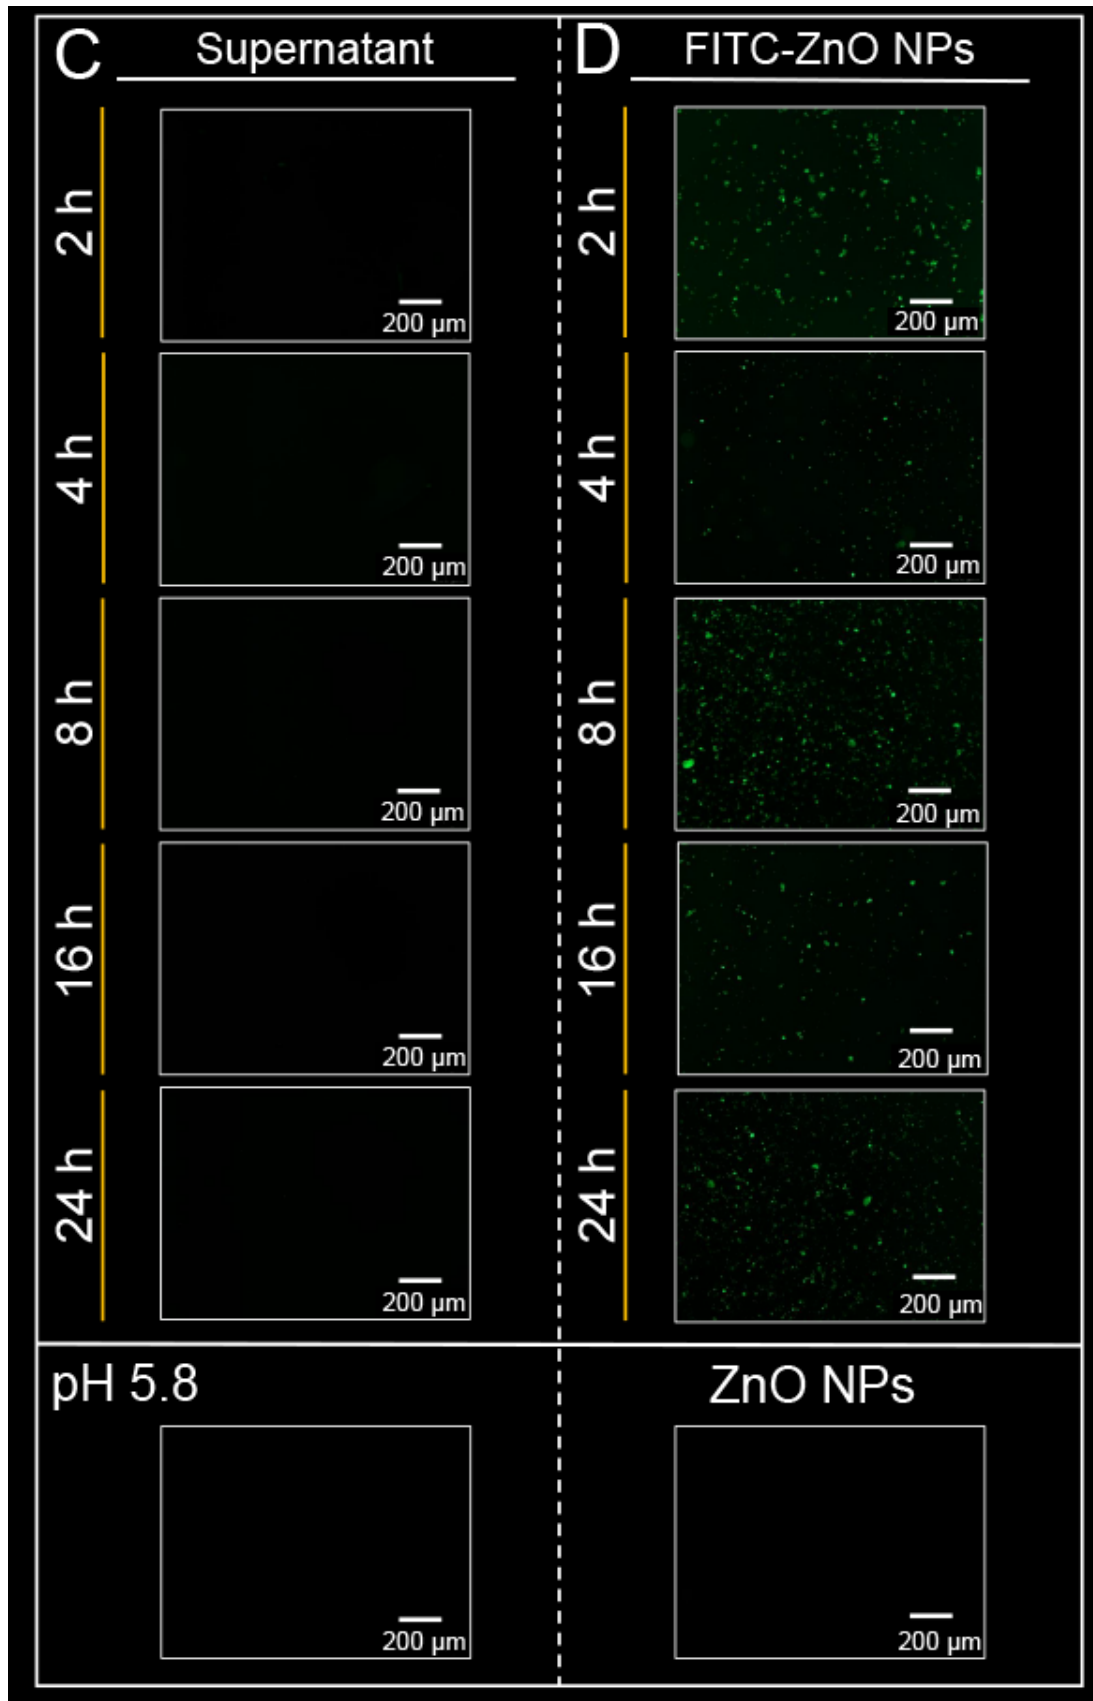 C Supernatant
D FITC-ZnO NPs
2 h
200 µm
2 h
200 µm
4 h
200 µm
4 h
200 µm
8 h
200 µm
8 h
200 µm
16 h
200 µm
16 h
200 µm
24 h
200 µm
24 h
200 µm
pH 5.8
ZnO NPs
200 µm
200 µm